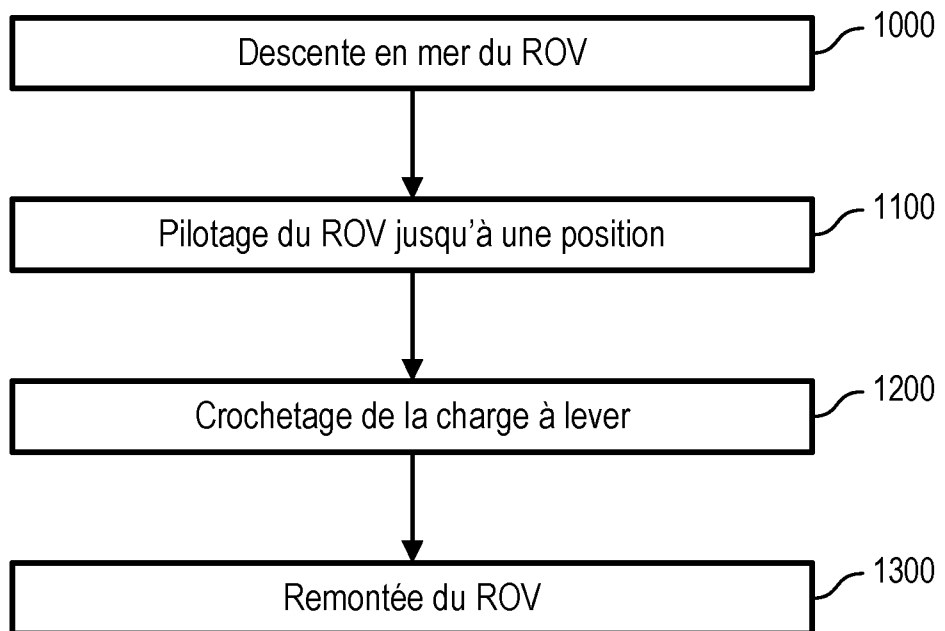 Descente en mer du ROV
1000
Pilotage du ROV jusqu'à une position
1100
Crochetage de la charge à lever
1200
Remontée du ROV
1300